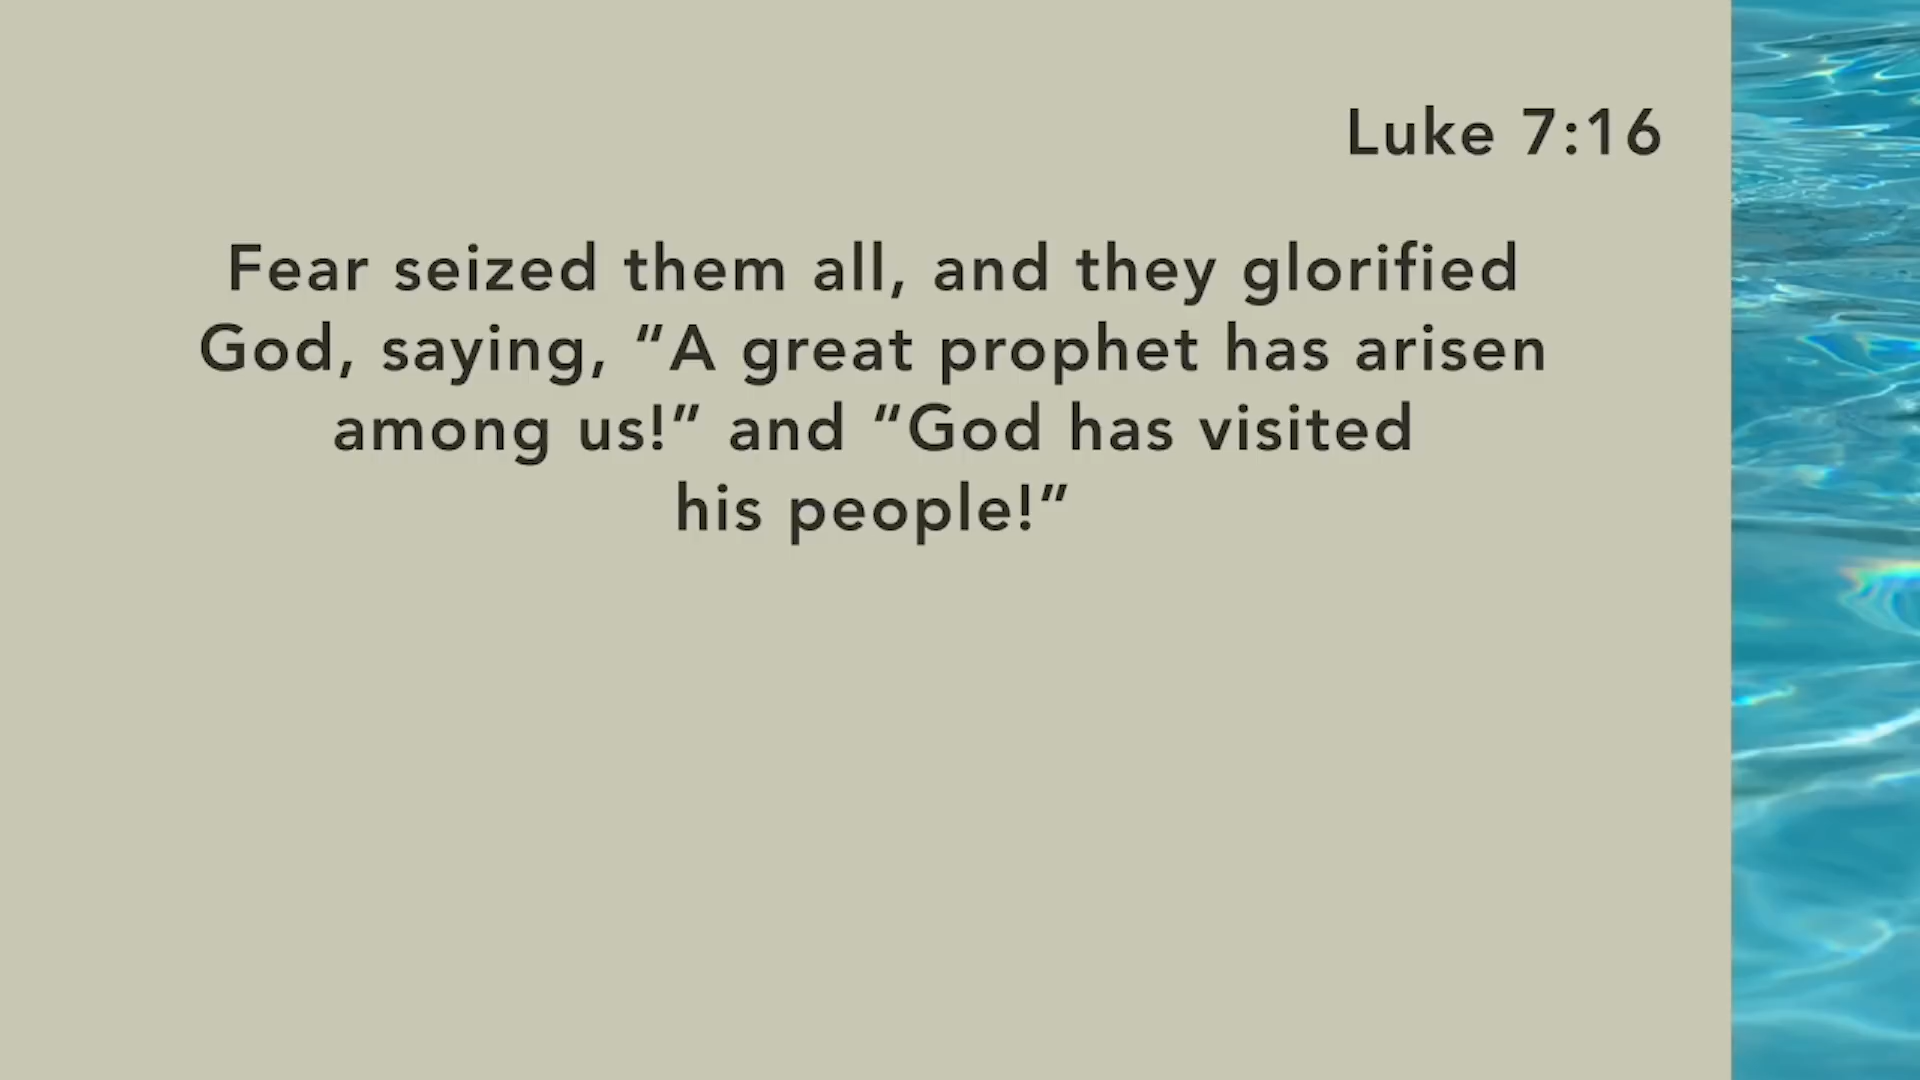 Luke 7:16
Fear seized them all, and they glorified
God, saying, “A great prophet has arisen
among us!” and “God has visited
his people!”